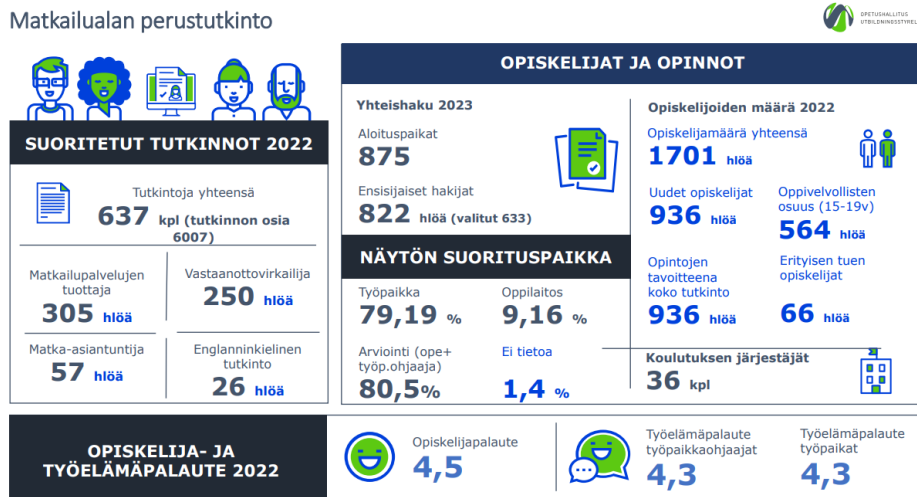 Matkailualan perustutkinto
OPETUSHALLITUS
UTBILDNINGSSTYRELSEN
SUORITETUT TUTKINNOT 2022
Tutkintoja yhteensä
637 kpl (tutkinnon osia
6007)
Matkailupalvelujen
tuottaja
305 hlöä
Vastaanottovirkailija
250 hlöä
Matka-asiantuntija
57 hlöä
Englanninkielinen
tutkinto
26 hlöä
OPISKELIJAT JA OPINNOT
Yhteishaku 2023
Aloituspaikat
875
Ensisijaiset hakijat
822 hlöä (valitut 633)
NÄYTÖN SUORITUSPAIKKA
Työpaikka
79,19 %
Oppilaitos
9,16 %
Arviointi (ope+
työp.ohjaaja)
80,5%
Ei tietoa
1,4 %
Opiskelijoiden määrä 2022
Opiskelijamäärä yhteensä
1701 hlöä
Uudet opiskelijat
936 hlöä
Oppivelvollisten
osuus (15-19v)
564 hlöä
Opintojen
tavoitteena
koko tutkinto
936 hlöä
Erityisen tuen
opiskelijat
66 hlöä
Koulutuksen järjestäjät
36 kpl
OPISKELIJA- JA
TYÖELÄMÄPALAUTE 2022
Opiskelijapalaute
4,5
Työelämäpalaute
työpaikkaohjaajat
4,3
Työelämäpalaute
työpaikat
4,3